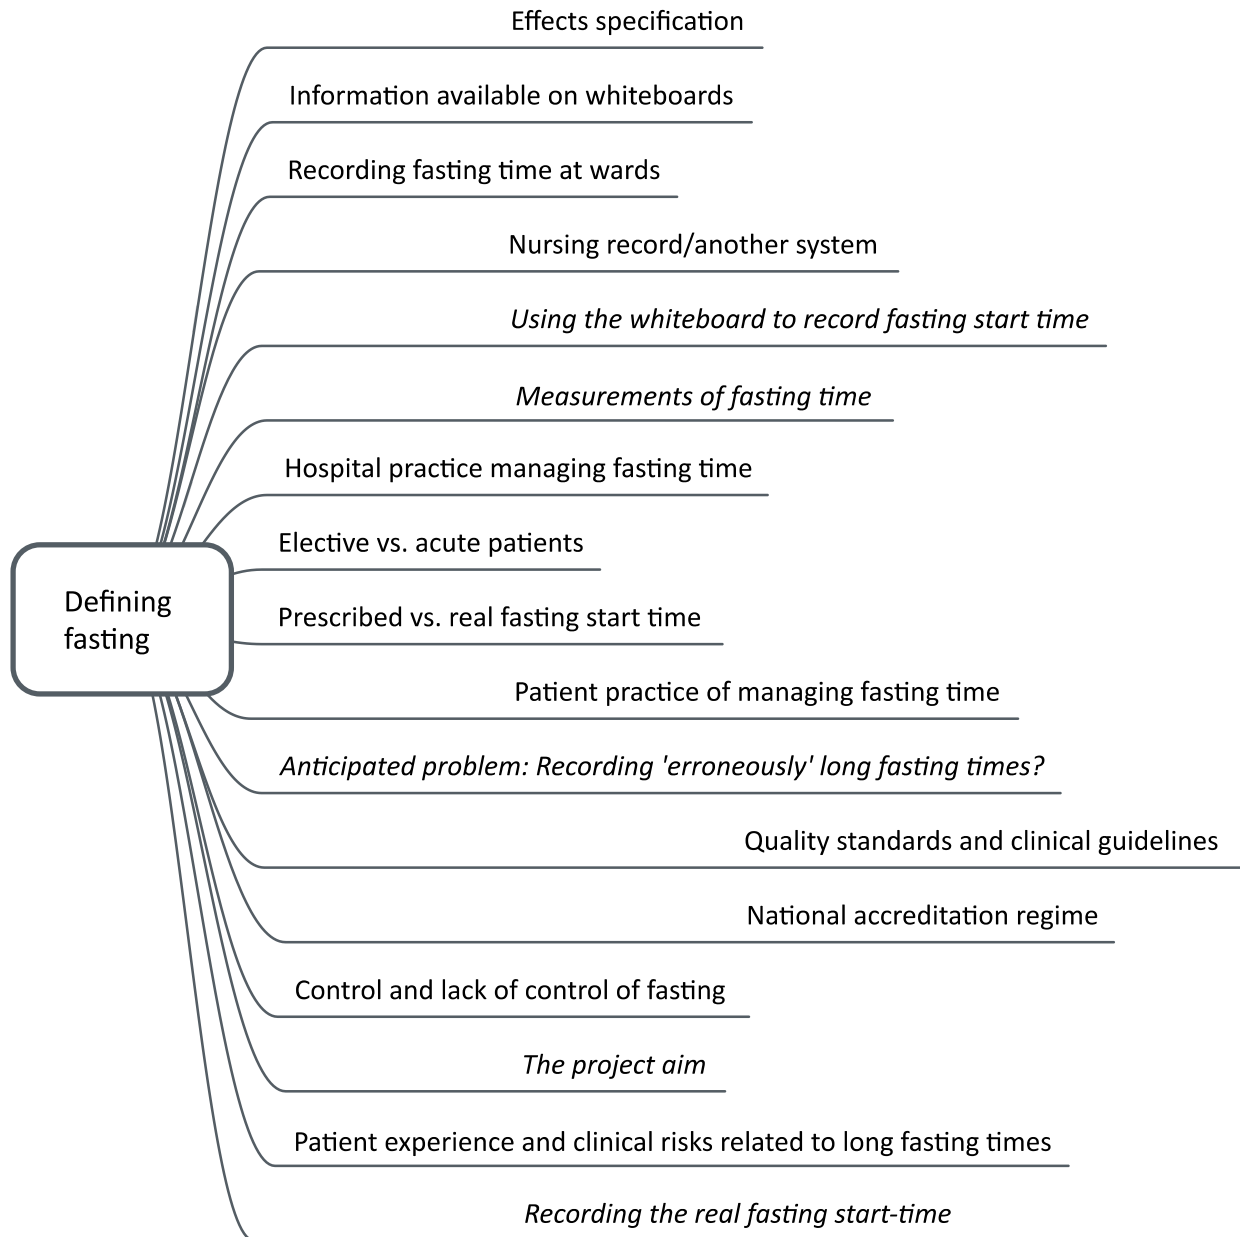 Effects specification
Information available on whiteboards
Recording fasting time at wards
Nursing record/another system
Using the whiteboard to record fasting start time
Measurements of fasting time
Hospital practice managing fasting time
Elective vs. acute patients
Defining
fasting
Prescribed vs. real fasting start time
Patient practice of managing fasting time
Anticipated problem: Recording 'erroneously' long fasting times?
Quality standards and clinical guidelines
National accreditation regime
Control and lack of control of fasting
The project aim
Patient experience and clinical risks related to long fasting times
Recording the real fasting start-time